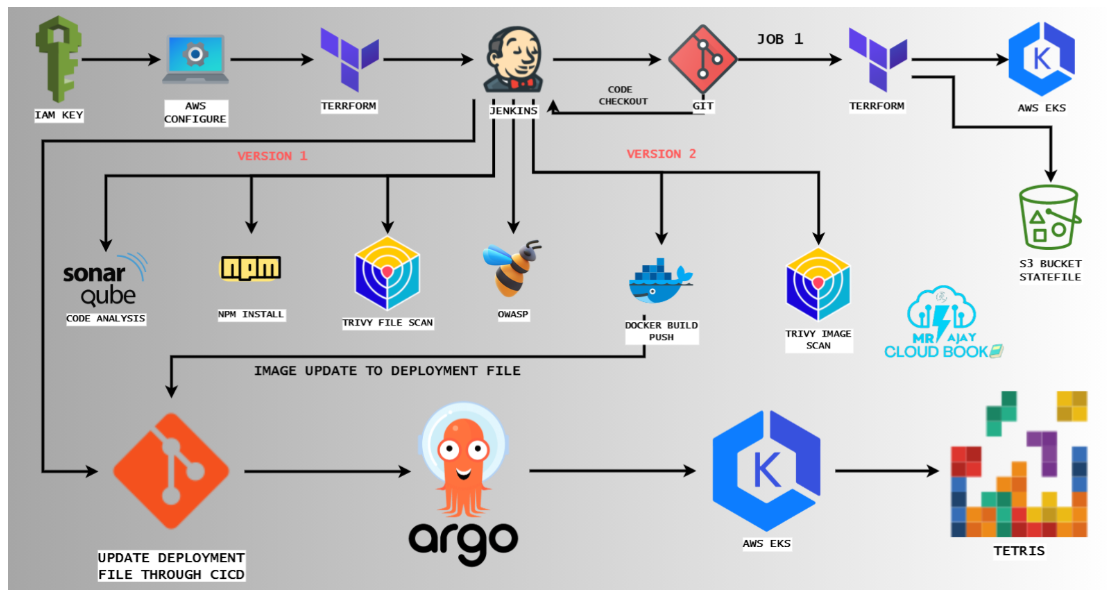 JOB 1
CODE
CHECKOUT
IAM KEY
AWS
CONFIGURE
TERRFORM
JENKINS
GIT
TERRFORM
AWS EKS
VERSION 1
VERSION 2
S3 BUCKET
STATEFILE
sonar
qube
CODE ANALYSIS
npm
NPM INSTALL
TRIVY FILE SCAN
OWASP
DOCKER BUILD
PUSH
TRIVY IMAGE
SCAN
MR AJAY
CLOUD BOOK
IMAGE UPDATE TO DEPLOYMENT FILE
K
K
argo
UPDATE DEPLOYMENT
FILE THROUGH CICD
AWS EKS
TETRIS